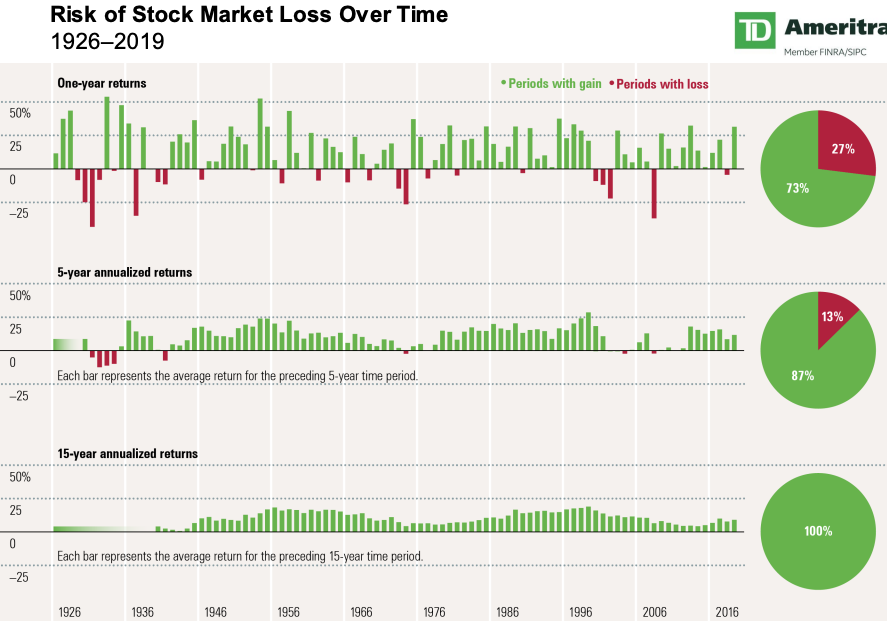 Risk of Stock Market Loss Over Time
1926–2019
TD Ameritra
Member FINRA/SIPC
One-year returns
• Periods with gain • Periods with loss
50%
25
0
–25
27%
73%
5-year annualized returns
50%
25
0
–25
Each bar represents the average return for the preceding 5-year time period.
13%
87%
15-year annualized returns
50%
25
0
–25
Each bar represents the average return for the preceding 15-year time period.
100%
1926 1936 1946 1956 1966 1976 1986 1996 2006 2016